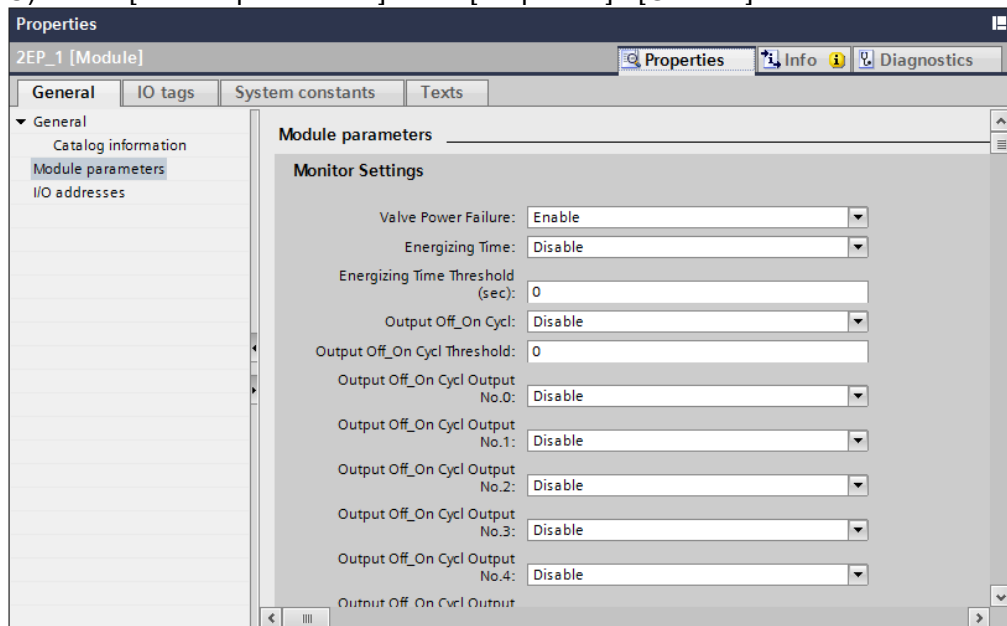 Properties
2EP_1 [Module]
Properties
Info
Diagnostics
General
IO tags
System constants
Texts
General
Catalog information
Module parameters
I/O addresses
Module parameters
Monitor Settings
Valve Power Failure: Enable
Energizing Time: Disable
Energizing Time Threshold
(sec): 0
Output Off_On Cycl: Disable
Output Off_On Cycl Threshold: 0
Output Off_On Cycl Output
No.0: Disable
Output Off_On Cycl Output
No.1: Disable
Output Off_On Cycl Output
No.2: Disable
Output Off_On Cycl Output
No.3: Disable
Output Off_On Cycl Output
No.4: Disable
Output Off_On Cycl Output